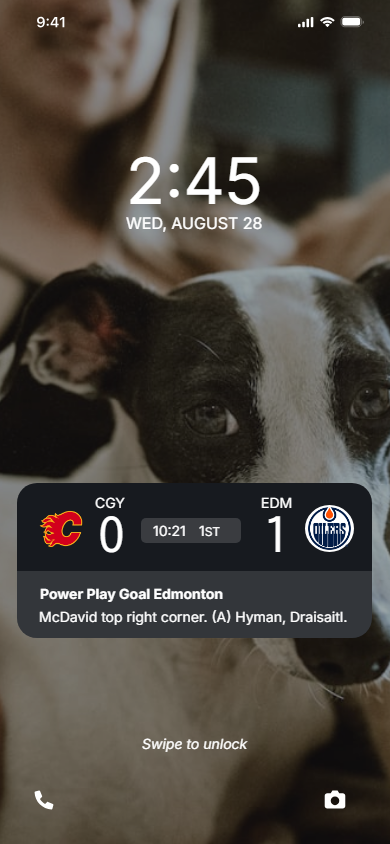 9:41
2:45
WED, AUGUST 28
CGY EDM
0 10:21 1ST 1
OILERS
Power Play Goal Edmonton
McDavid top right corner. (A) Hyman, Draisaitl.
Swipe to unlock